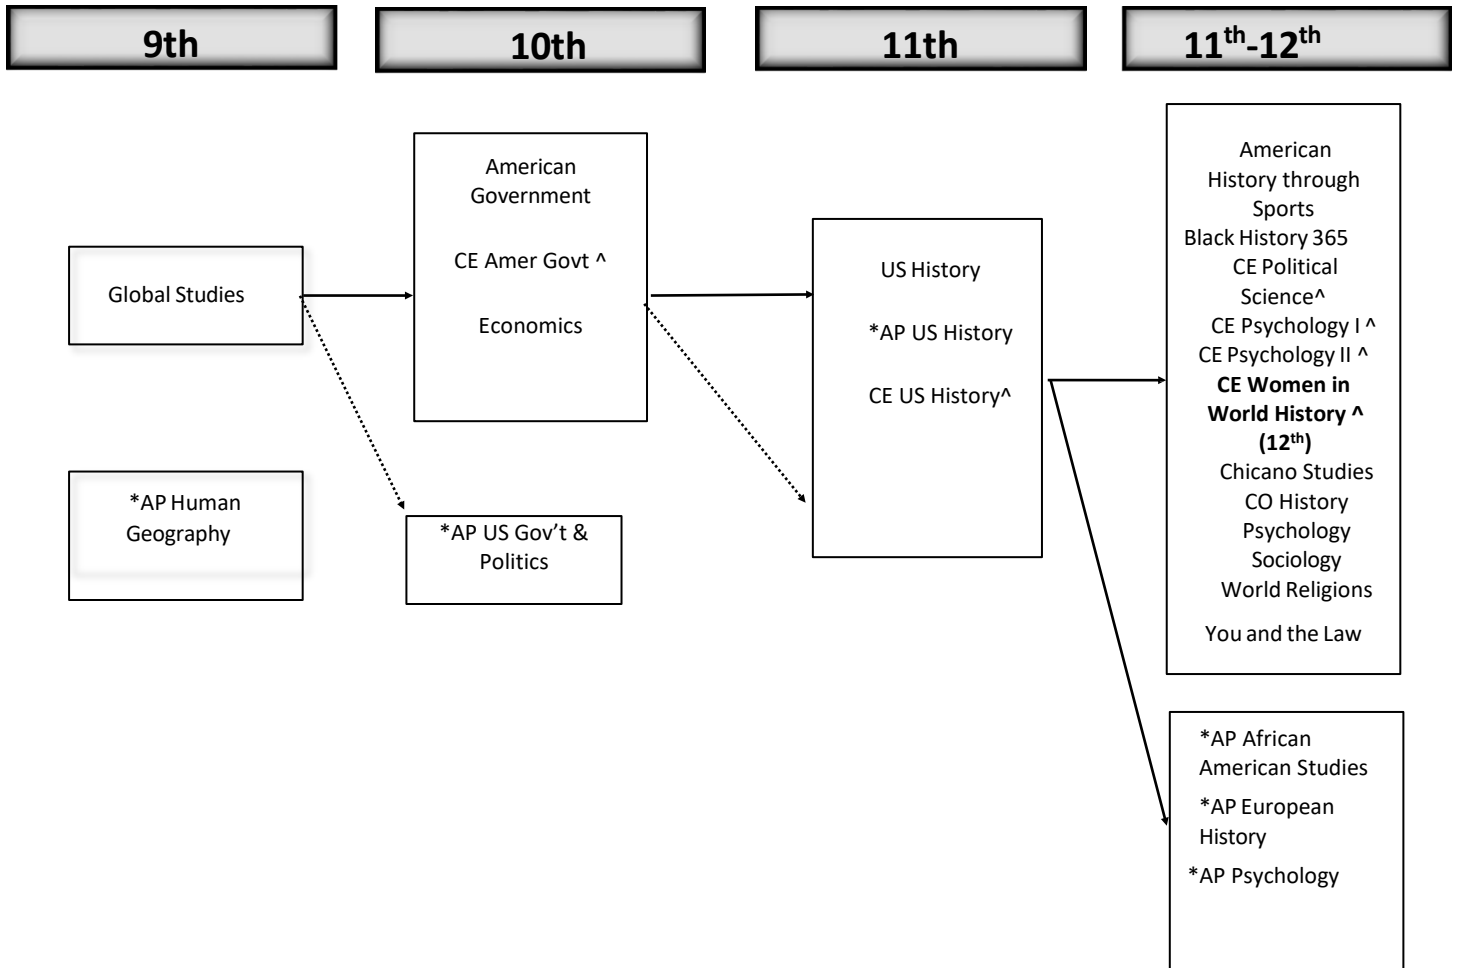 9th
10th
11th
11th-12th
Global Studies
*AP Human
Geography
American
Government
CE Amer Govt ^
Economics
*AP US Gov’t &
Politics
US History
*AP US History
CE US History^
American
History through
Sports
Black History 365
CE Political
Science^
CE Psychology I ^
CE Psychology II ^
CE Women in
World History ^
(12th)
Chicano Studies
CO History
Psychology
Sociology
World Religions
You and the Law
*AP African
American Studies
*AP European
History
*AP Psychology